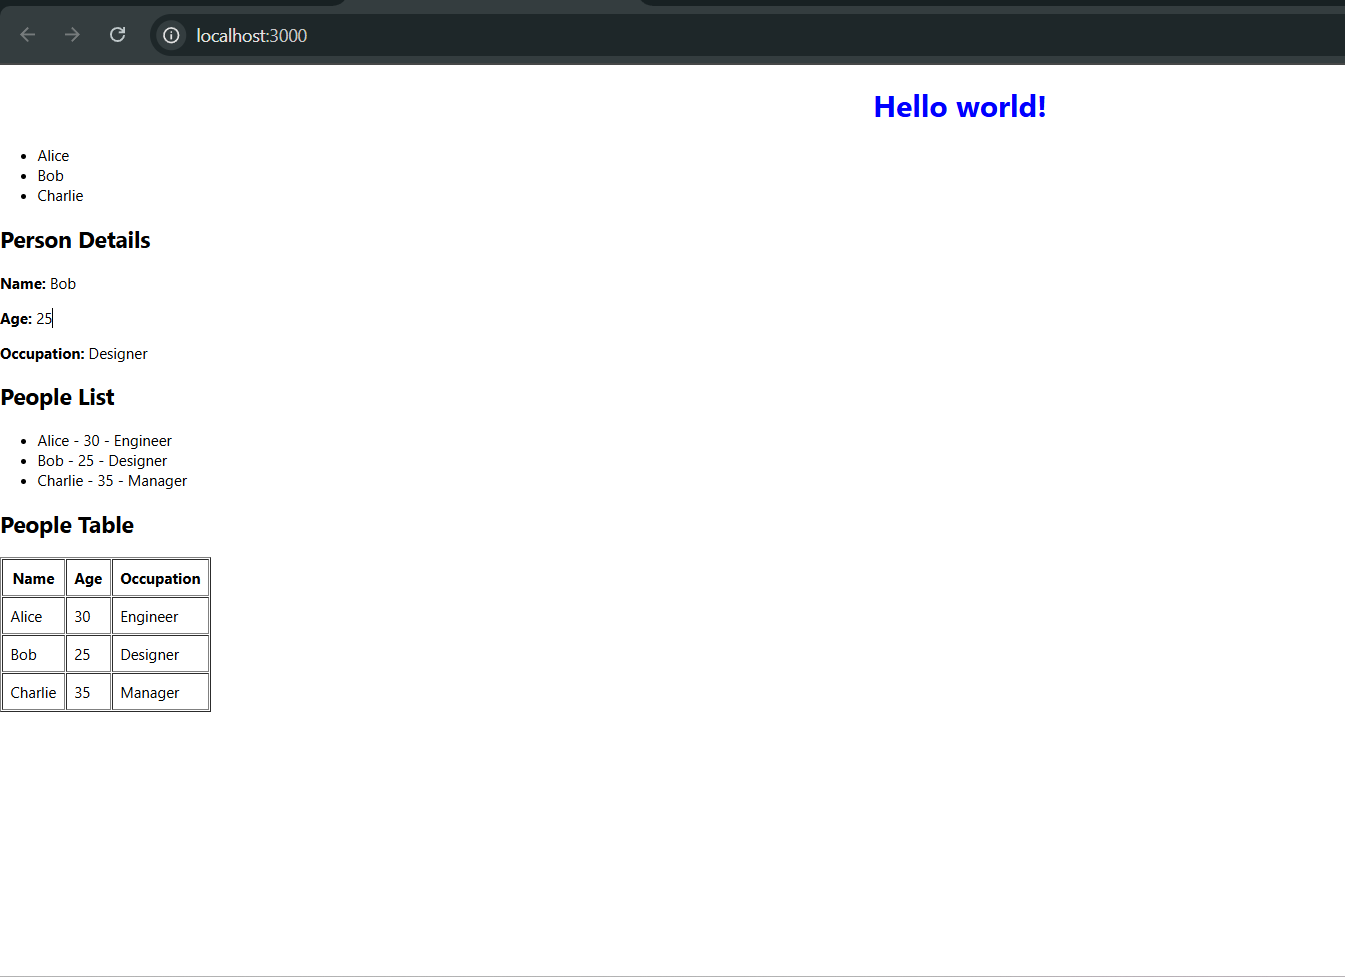 localhost:3000
Hello world!
• Alice
• Bob
• Charlie
Person Details
Name: Bob
Age: 25
Occupation: Designer
People List
• Alice - 30 - Engineer
• Bob - 25 - Designer
• Charlie - 35 - Manager
People Table
Name Age Occupation
Alice 30 Engineer
Bob 25 Designer
Charlie 35 Manager